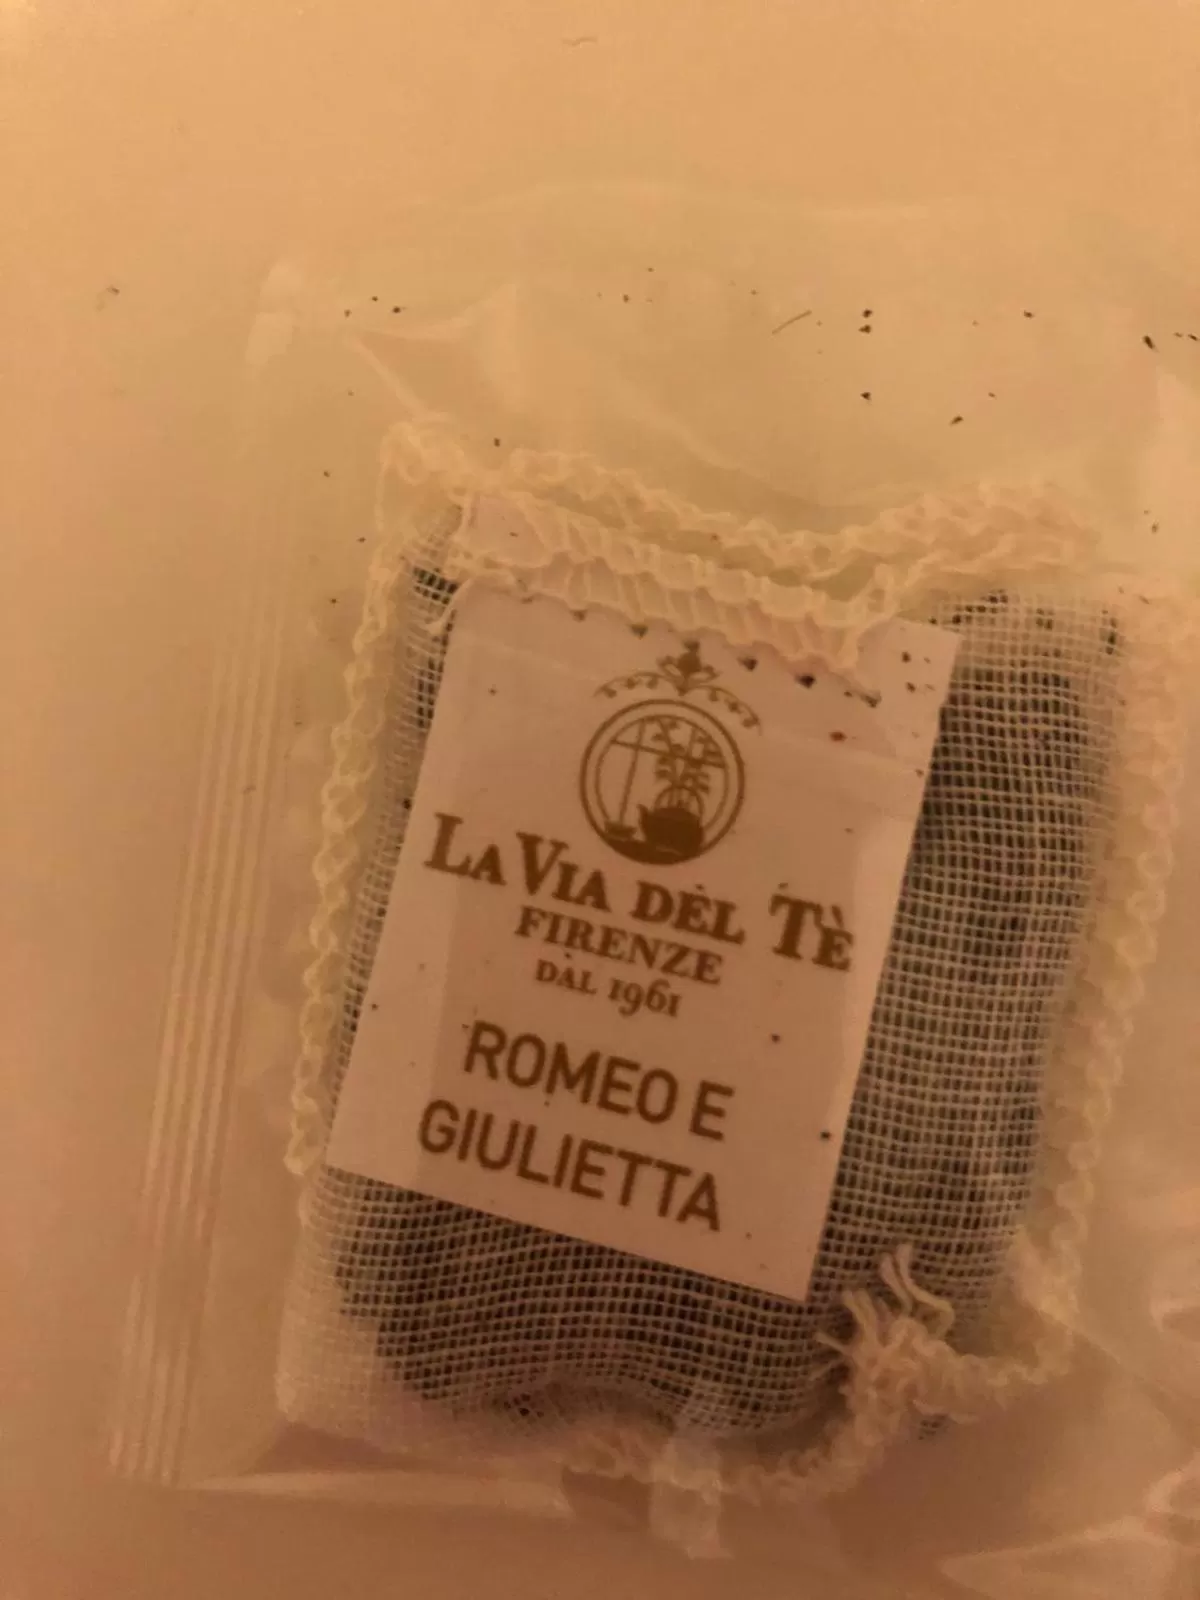 LA VIA DEL TÈ
FIRENZE
DAL 1961
ROMEO E
GIULIETTA